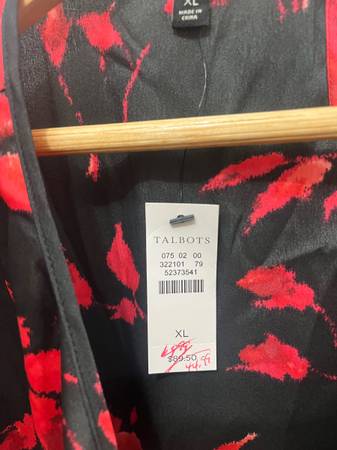 XL
MADE IN
CHINA
TALBOTS
075 02 00
322101 79
52373541
XL
$89.50
44.99